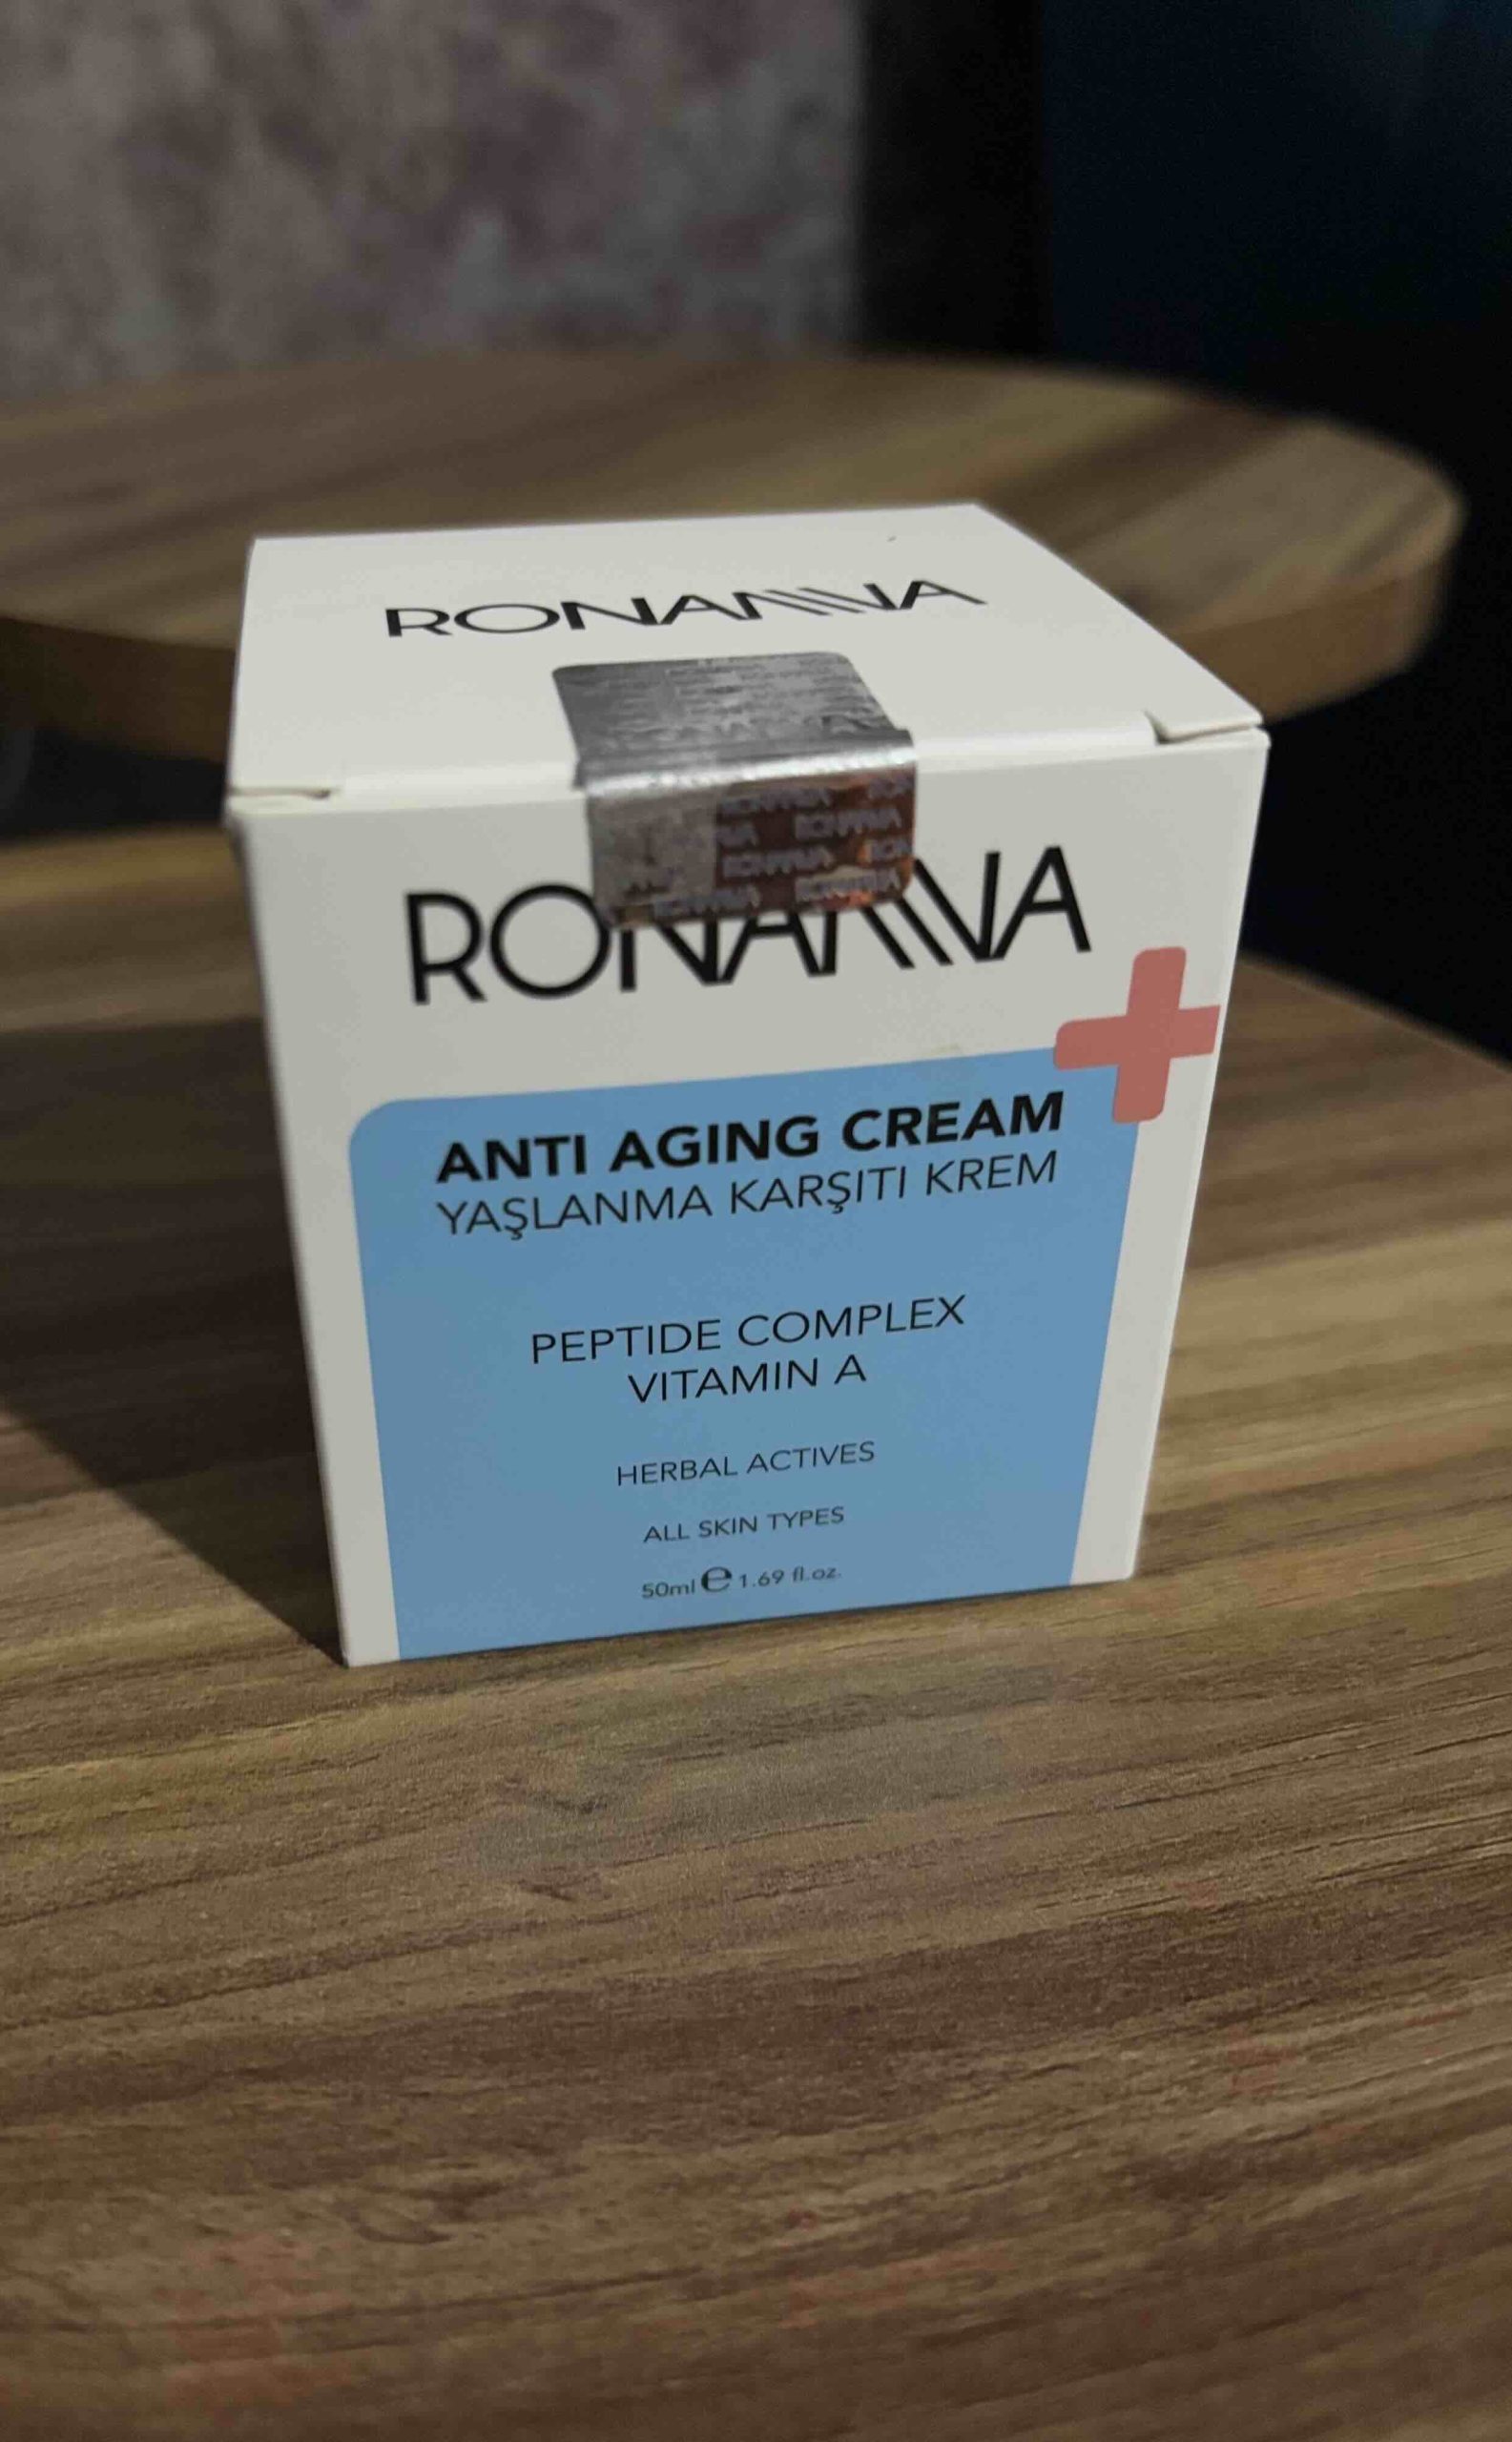 RONANNA
RONANNA
ANTI AGING CREAM
YAŞLANMA KARŞITI KREM
PEPTIDE COMPLEX
VITAMIN A
HERBAL ACTIVES
ALL SKIN TYPES
50ml e 1.69 fl.oz.